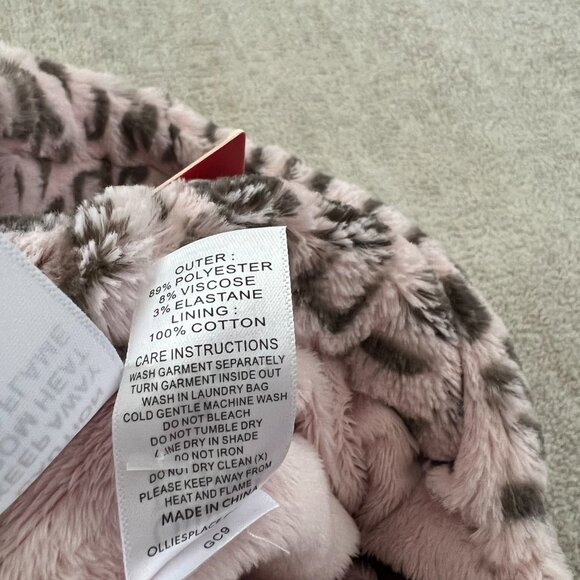 OUTER :
89% POLYESTER
8% VISCOSE
3% ELASTANE
LINING :
100% COTTON
CARE INSTRUCTIONS
WASH GARMENT SEPARATELY
TURN GARMENT INSIDE OUT
WASH IN LAUNDRY BAG
COLD GENTLE MACHINE WASH
DO NOT BLEACH
DO NOT TUMBLE DRY
LINE DRY IN SHADE
DO NOT IRON
DO NOT DRY CLEAN (X)
PLEASE KEEP AWAY FROM
HEAT AND FLAME
MADE IN CHINA
OLLIESPLACE
GC9